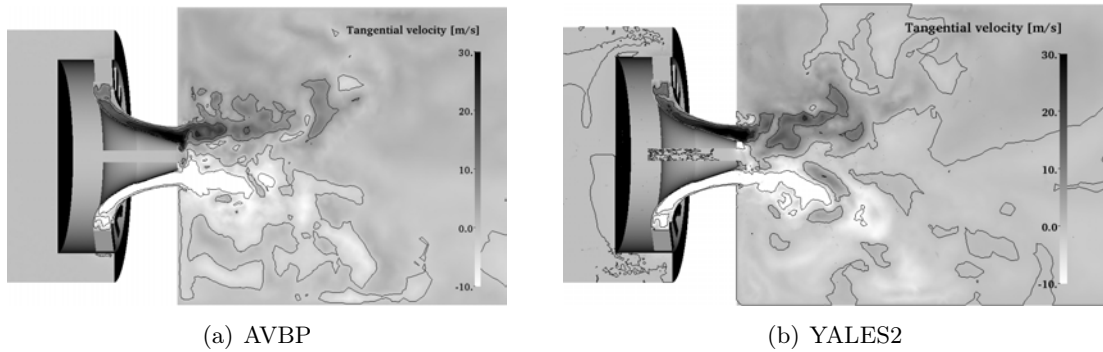 Tangential velocity [m/s]
30.
20
10.
0.0
-10.
Tangential velocity [m/s]
30.
20
10.
0.0
-10.
(a) AVBP
(b) YALES2